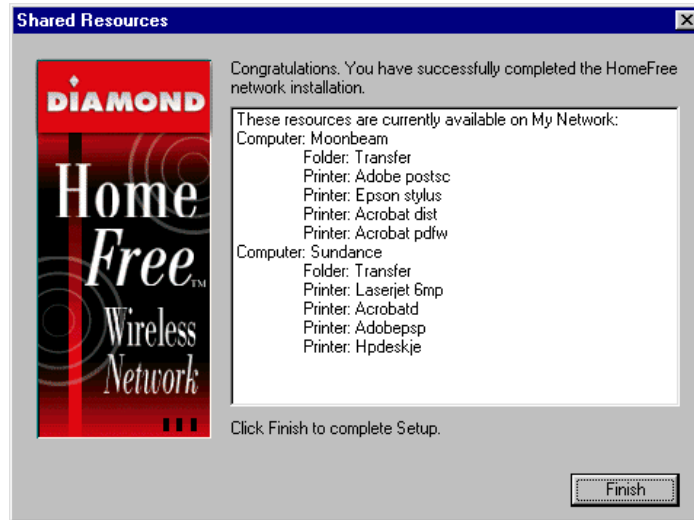 Shared Resources
DIAMOND
Home
Free™
Wireless
Network
Congratulations. You have successfully completed the HomeFree
network installation.
These resources are currently available on My Network:
Computer: Moonbeam
Folder: Transfer
Printer: Adobe postsc
Printer: Epson stylus
Printer: Acrobat dist
Printer: Acrobat pdfw
Computer: Sundance
Folder: Transfer
Printer: Laserjet 6mp
Printer: Acrobatd
Printer: Adobepsp
Printer: Hpdeskje
Click Finish to complete Setup.
Finish